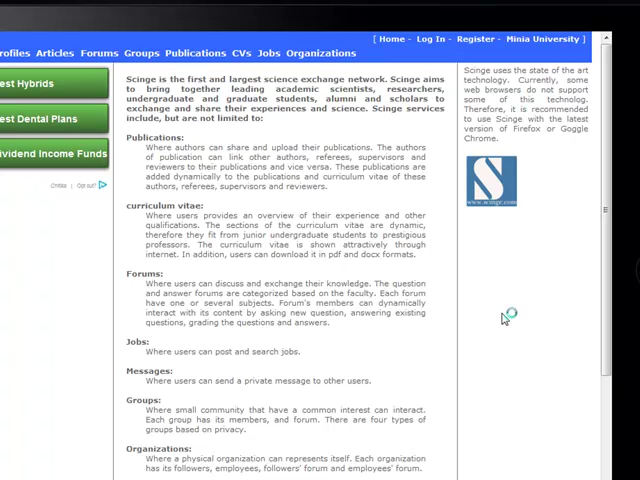 [ Home - Log In - Register - Minia University ]
rofiles Articles Forums Groups Publications CVs Jobs Organizations
est Hybrids
est Dental Plans
ividend Income Funds
Chitika | Opt out?
Scinge is the first and largest science exchange network. Scinge aims
to bring together leading academic scientists, researchers,
undergraduate and graduate students, alumni and scholars to
exchange and share their experiences and science. Scinge services
include, but are not limited to:
Publications:
Where authors can share and upload their publications. The authors
of publication can link other authors, referees, supervisors and
reviewers to their publications and vice versa. These publications are
added dynamically to the publications and curriculum vitae of these
authors, referees, supervisors and reviewers.
curriculum vitae:
Where users provides an overview of their experience and other
qualifications. The sections of the curriculum vitae are dynamic,
therefore they fit from junior undergraduate students to prestigious
professors. The curriculum vitae is shown attractively through
internet. In addition, users can download it in pdf and docx formats.
Forums:
Where users can discuss and exchange their knowledge. The question
and answer forums are categorized based on the faculty. Each forum
have one or several subjects. Forum's members can dynamically
interact with its content by asking new question, answering existing
questions, grading the questions and answers.
Jobs:
Where users can post and search jobs.
Messages:
Where users can send a private message to other users.
Groups:
Where small community that have a common interest can interact.
Each group has its members, and forum. There are four types of
groups based on privacy.
Organizations:
Where a physical organization can represents itself. Each organization
has its followers, employees, followers' forum and employees' forum.
Scinge uses the state of the art
technology. Currently, some
web browsers do not support
some of this technolog.
Therefore, it is recommended
to use Scinge with the latest
version of Firefox or Goggle
Chrome.
S
www.scinge.com